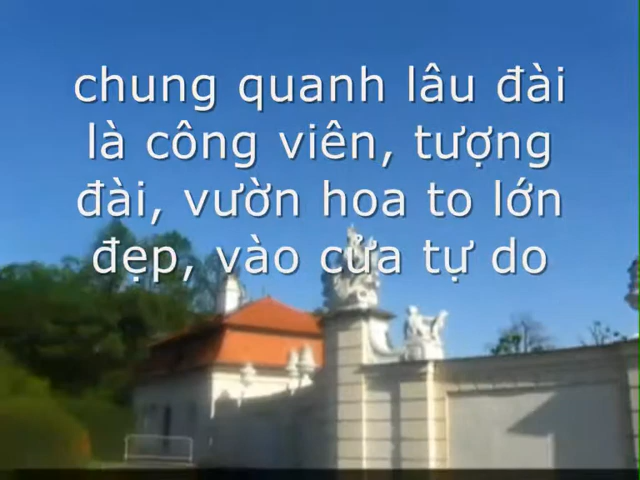 chung quanh lâu đài
là công viên, tượng
đài, vườn hoa to lớn
đẹp, vào cửa tự do